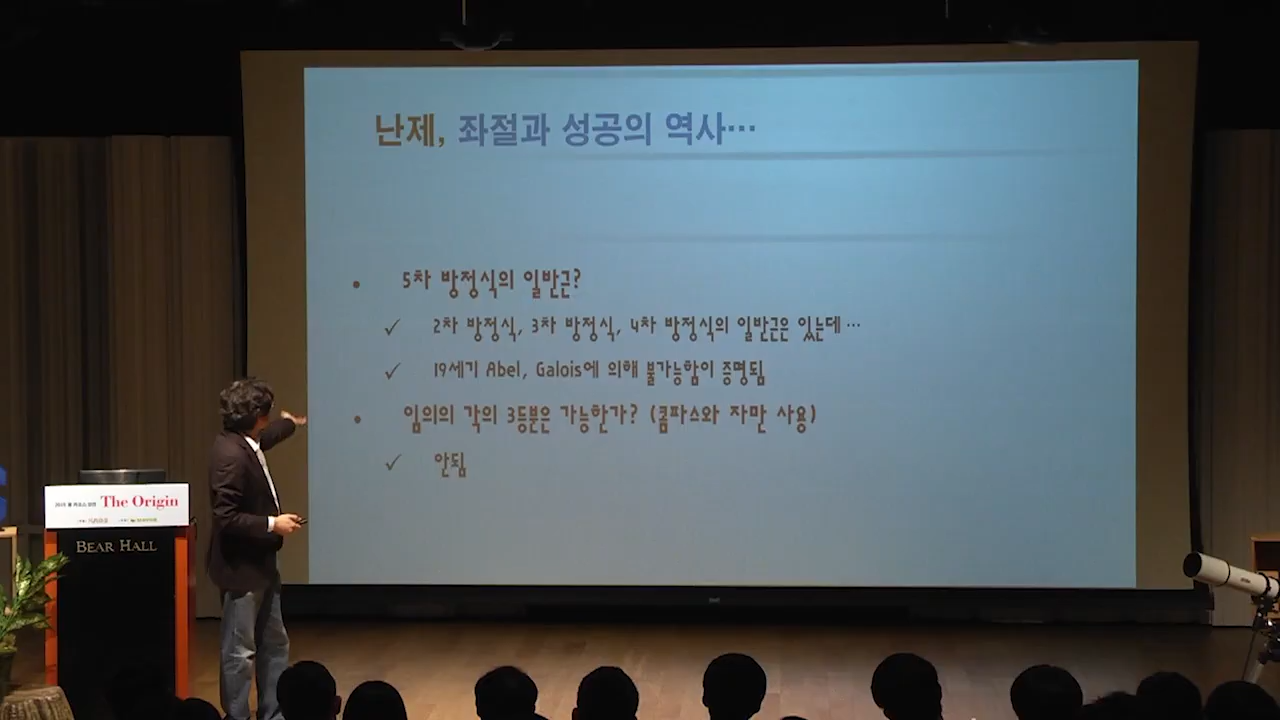 난제, 좌절과 성공의 역사…
• 5차 방정식의 일반근?
✓ 2차 방정식, 3차 방정식, 4차 방정식의 일반근은 있는데…
✓ 19세기 Abel, Galois에 의해 불가능함이 증명됨
• 임의의 각의 3등분은 가능한가? (콤파스와 자만 사용)
✓ 안됨
The Origin
BEAR HALL